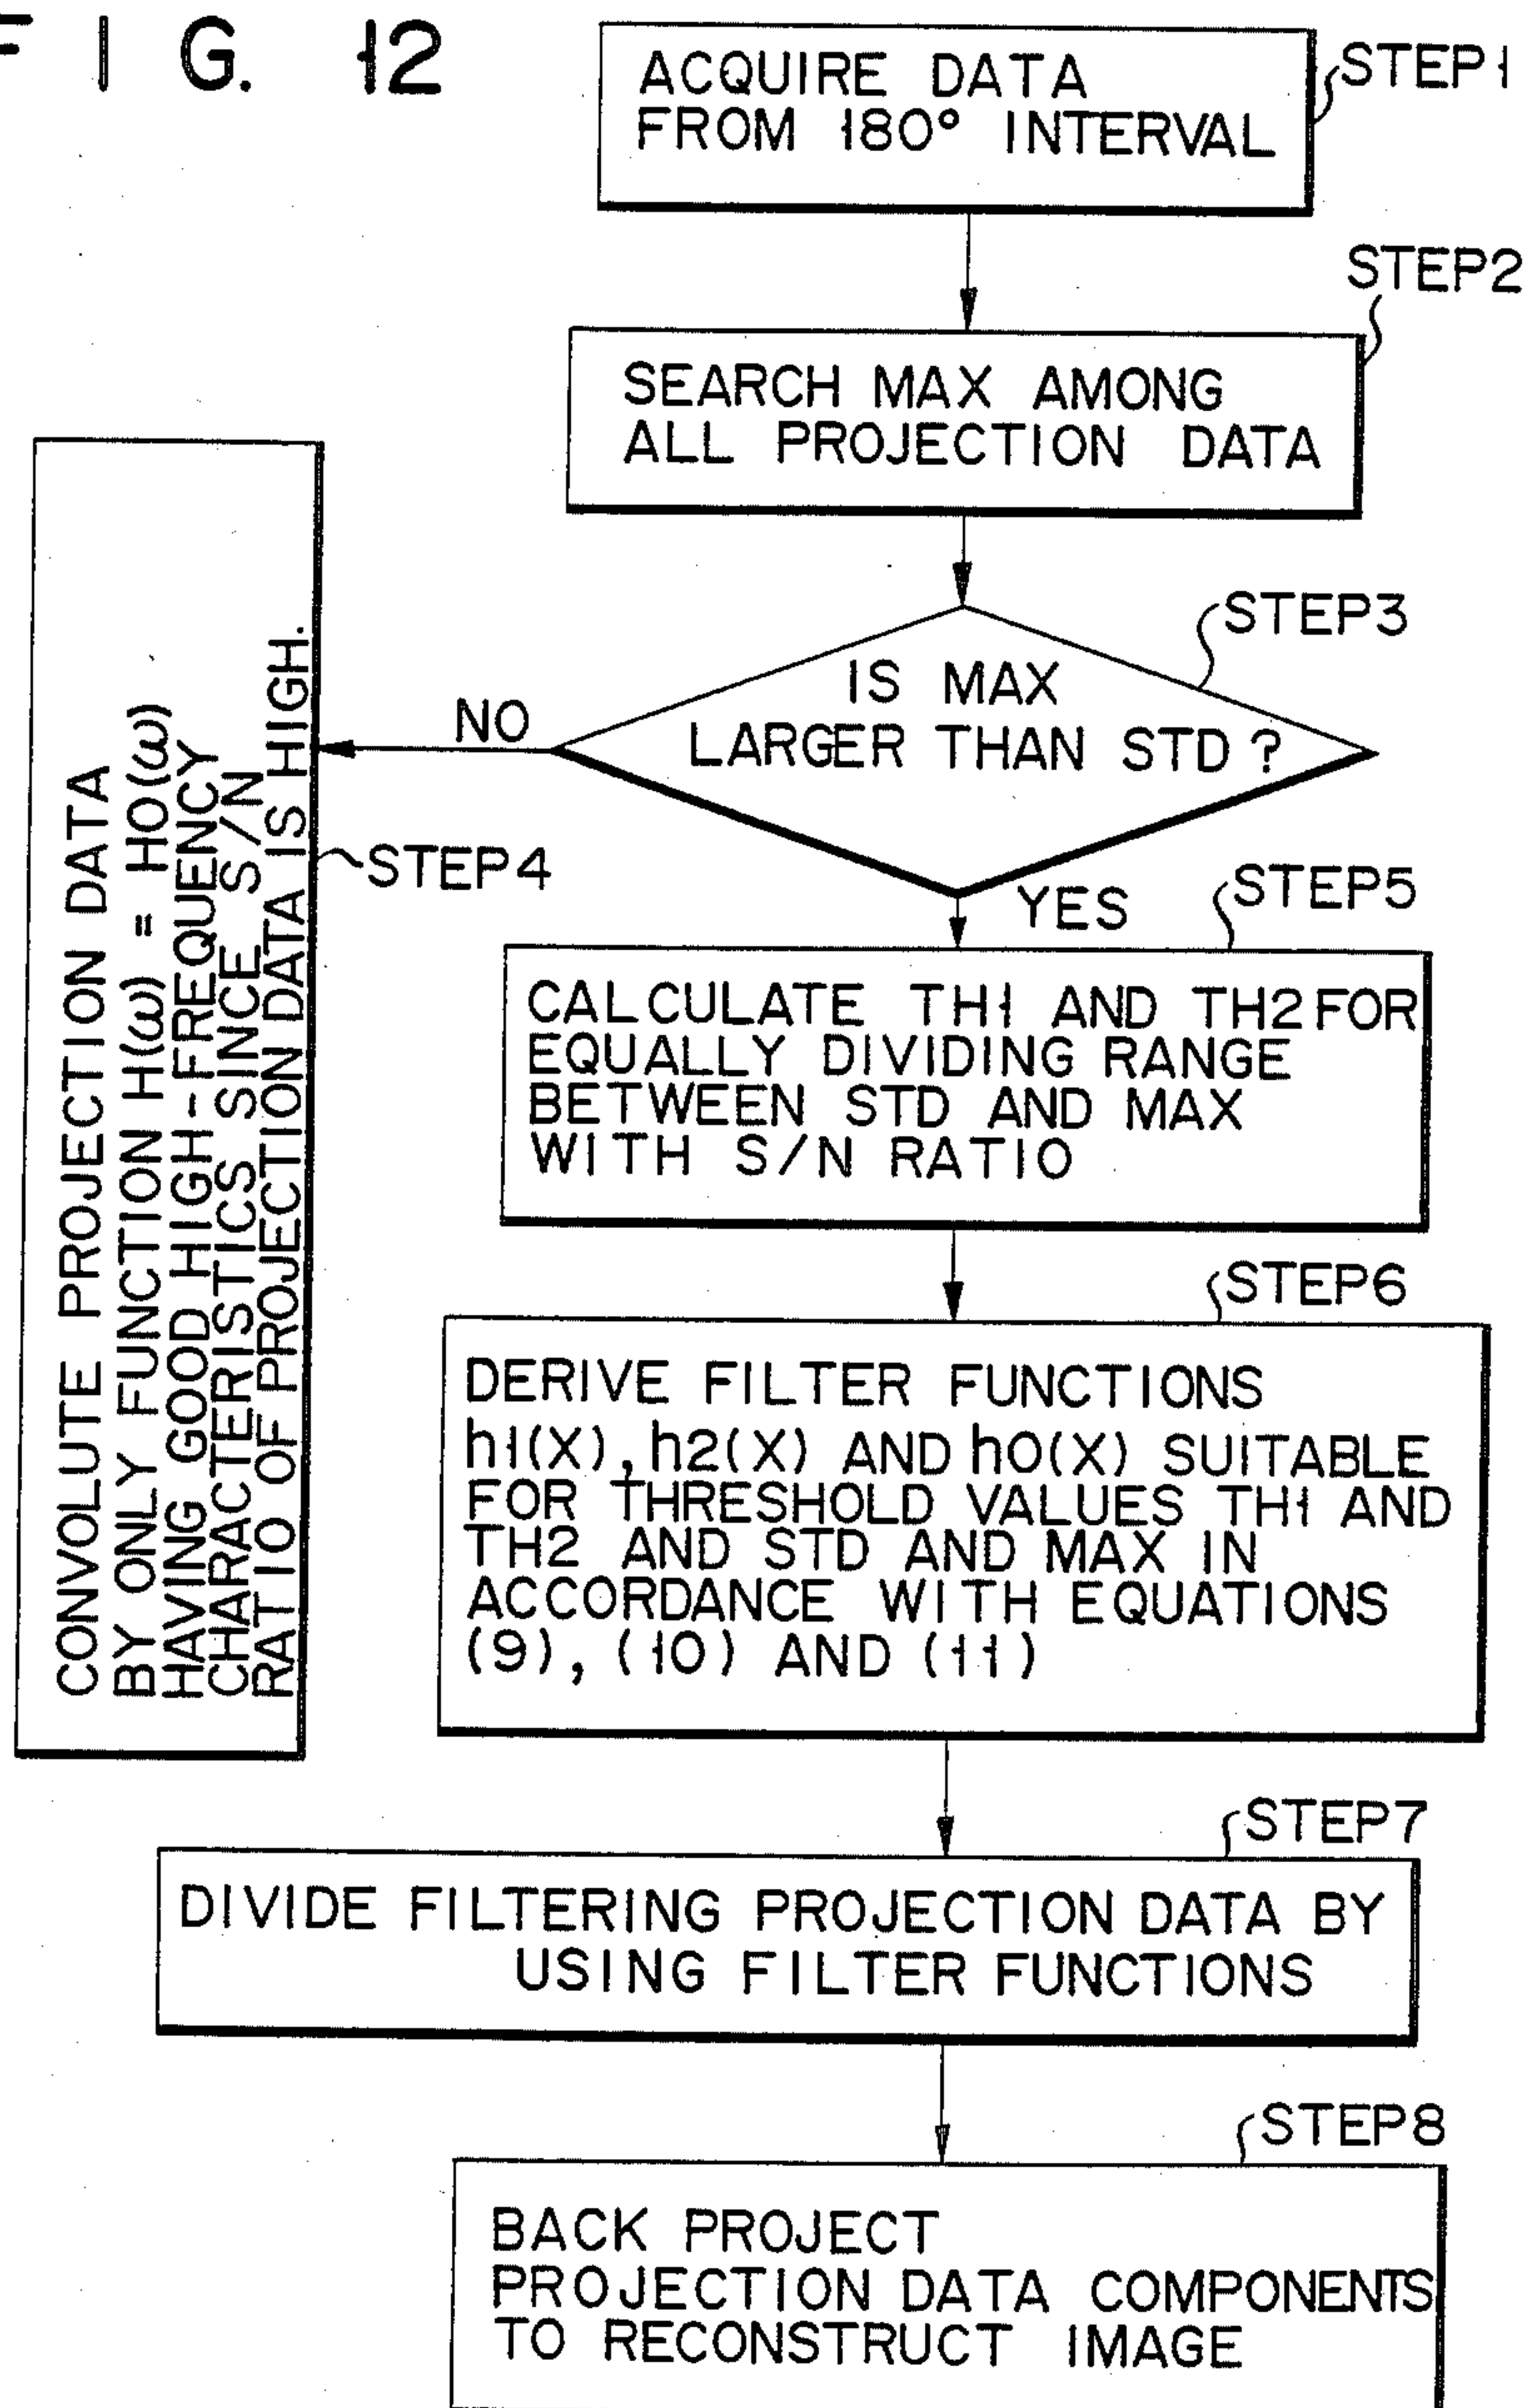 FIG. 12
ACQUIRE DATA
FROM 180° INTERVAL
STEP1
SEARCH MAX AMONG
ALL PROJECTION DATA
STEP2
IS MAX
LARGER THAN STD ?
STEP3
NO
YES
CONVOLUTE PROJECTION DATA
BY ONLY FUNCTION H(ω) = HO(ω)
HAVING GOOD HIGH-FREQUENCY
CHARACTERISTICS SINCE S/N
RATIO OF PROJECTION DATA IS HIGH.
STEP4
STEP5
CALCULATE TH1 AND TH2 FOR
EQUALLY DIVIDING RANGE
BETWEEN STD AND MAX
WITH S/N RATIO
STEP6
DERIVE FILTER FUNCTIONS
h1(X), h2(X) AND h0(X) SUITABLE
FOR THRESHOLD VALUES TH1 AND
TH2 AND STD AND MAX IN
ACCORDANCE WITH EQUATIONS
(9), (10) AND (11)
STEP7
DIVIDE FILTERING PROJECTION DATA BY
USING FILTER FUNCTIONS
STEP8
BACK PROJECT
PROJECTION DATA COMPONENTS
TO RECONSTRUCT IMAGE